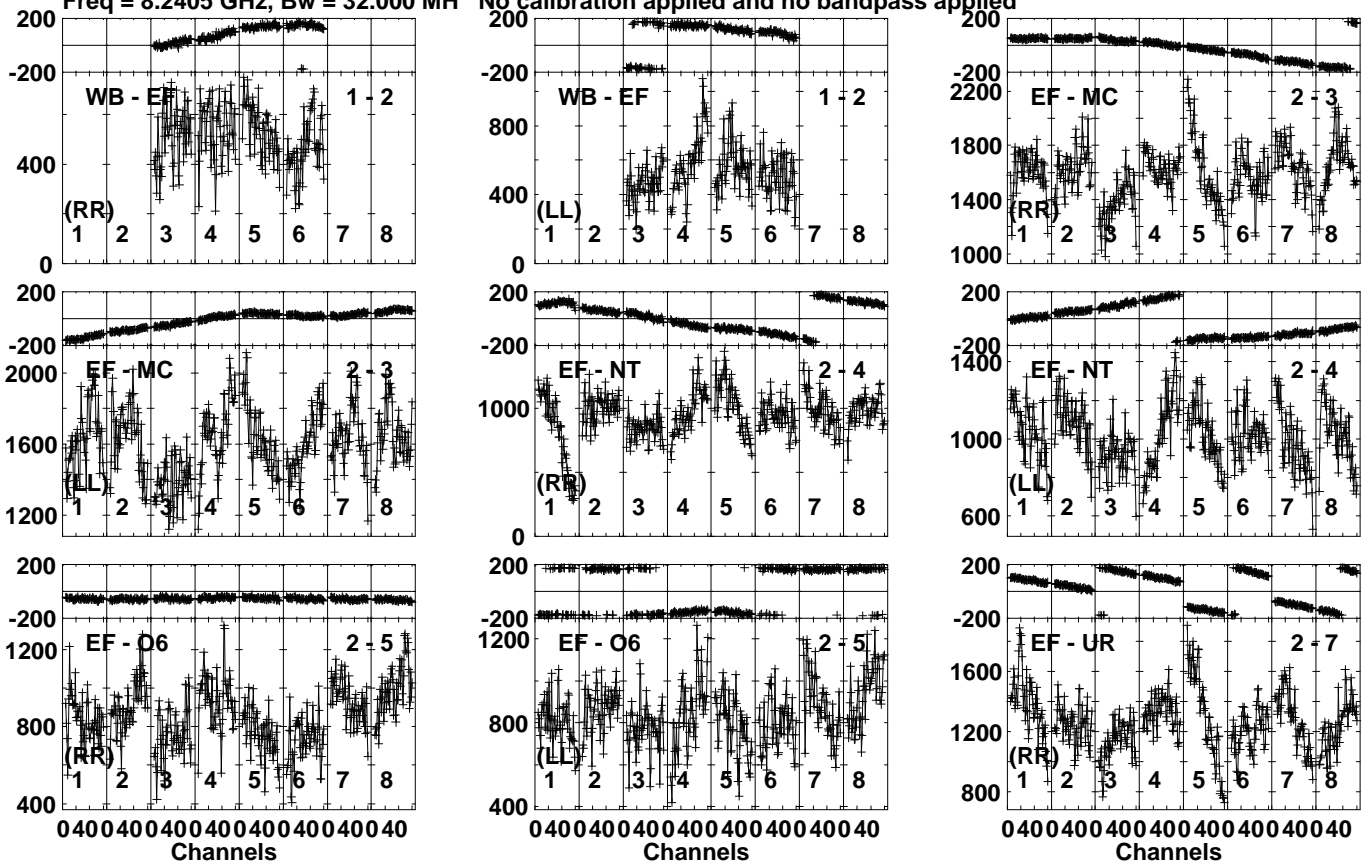 Freq = 8.2405 GHz, Bw = 32.000 MH No calibration applied and no bandpass applied
200
-200
WB - EF 1 - 2
400
(RR)
1 2 3 4 5 6 7 8
0
200
-200
WB - EF 1 - 2
800
400
(LL)
1 2 3 4 5 6 7 8
0
200
-200
2200
EF - MC 2 - 3
1800
1400
(RR)
1 2 3 4 5 6 7 8
1000
200
-200
2000
EF - MC 2 - 3
1600
(LL)
1 2 3 4 5 6 7 8
1200
200
-200
EF - NT 2 - 4
1000
(RR)
1 2 3 4 5 6 7 8
0
200
-200
1400
EF - NT 2 - 4
1000
(LL)
1 2 3 4 5 6 7 8
600
200
-200
1200
EF - O6 2 - 5
800
(RR)
1 2 3 4 5 6 7 8
400
200
-200
1200
EF - O6 2 - 5
800
(LL)
1 2 3 4 5 6 7 8
400
200
-200
EF - UR 2 - 7
1600
1200
(RR)
1 2 3 4 5 6 7 8
800
0 40 0 40 0 40 0 40 0 40 0 40 0 40 0 40
Channels
0 40 0 40 0 40 0 40 0 40 0 40 0 40 0 40
Channels
0 40 0 40 0 40 0 40 0 40 0 40 0 40 0 40
Channels